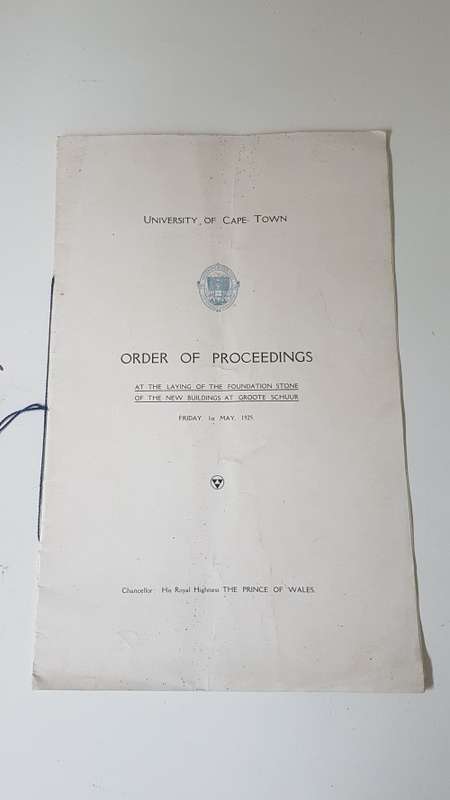 UNIVERSITY OF CAPE TOWN
ORDER OF PROCEEDINGS
AT THE LAYING OF THE FOUNDATION STONE
OF THE NEW BUILDINGS AT GROOTE SCHUUR
FRIDAY, 1st MAY, 1925.
Chancellor: His Royal Highness THE PRINCE OF WALES.